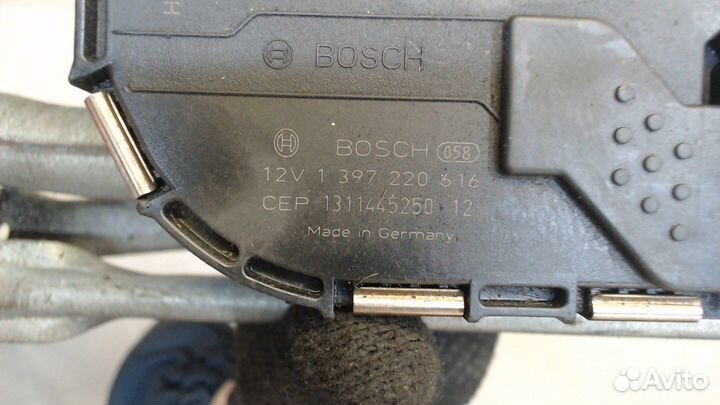 H
BOSCH
BOSCH 058
12V 1 397 220 616
CEP 1311445250 12
Made in Germany
Avito